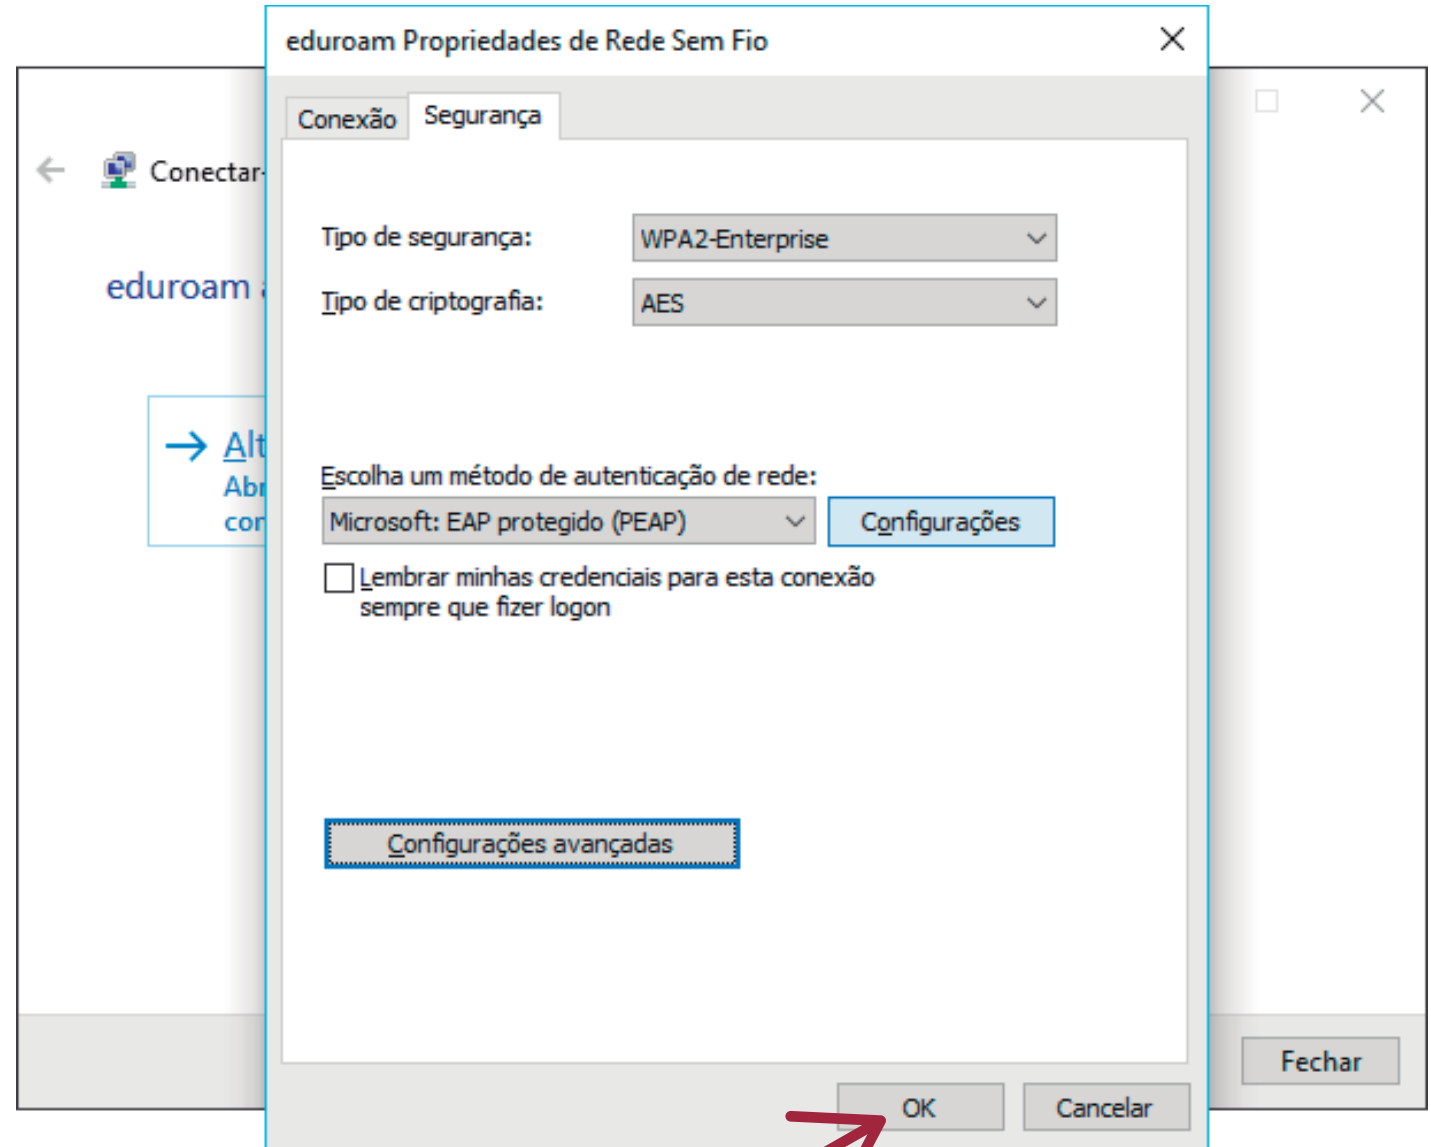 eduroam Propriedades de Rede Sem Fio
Conexão
Segurança
Conectar-
eduroam
Tipo de segurança:
WPA2-Enterprise
Tipo de criptografia:
AES
Alt
Abr
cor
Escolha um método de autenticação de rede:
Microsoft: EAP protegido (PEAP)
Configurações
Lembrar minhas credenciais para esta conexão
sempre que fizer logon
Configurações avançadas
Fechar
OK
Cancelar